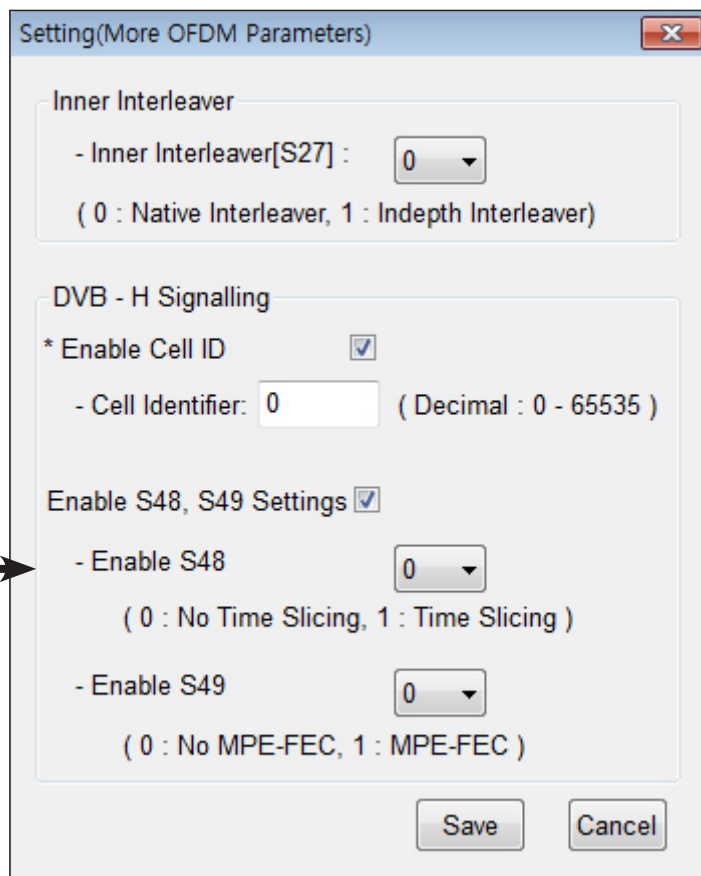 Setting(More OFDM Parameters)
Inner Interleaver
- Inner Interleaver[S27] : 0
( 0 : Native Interleaver, 1 : Indepth Interleaver)
DVB - H Signalling
* Enable Cell ID
- Cell Identifier: 0 ( Decimal : 0 - 65535 )
Enable S48, S49 Settings
- Enable S48 0
( 0 : No Time Slicing, 1 : Time Slicing )
- Enable S49 0
( 0 : No MPE-FEC, 1 : MPE-FEC )
Save Cancel